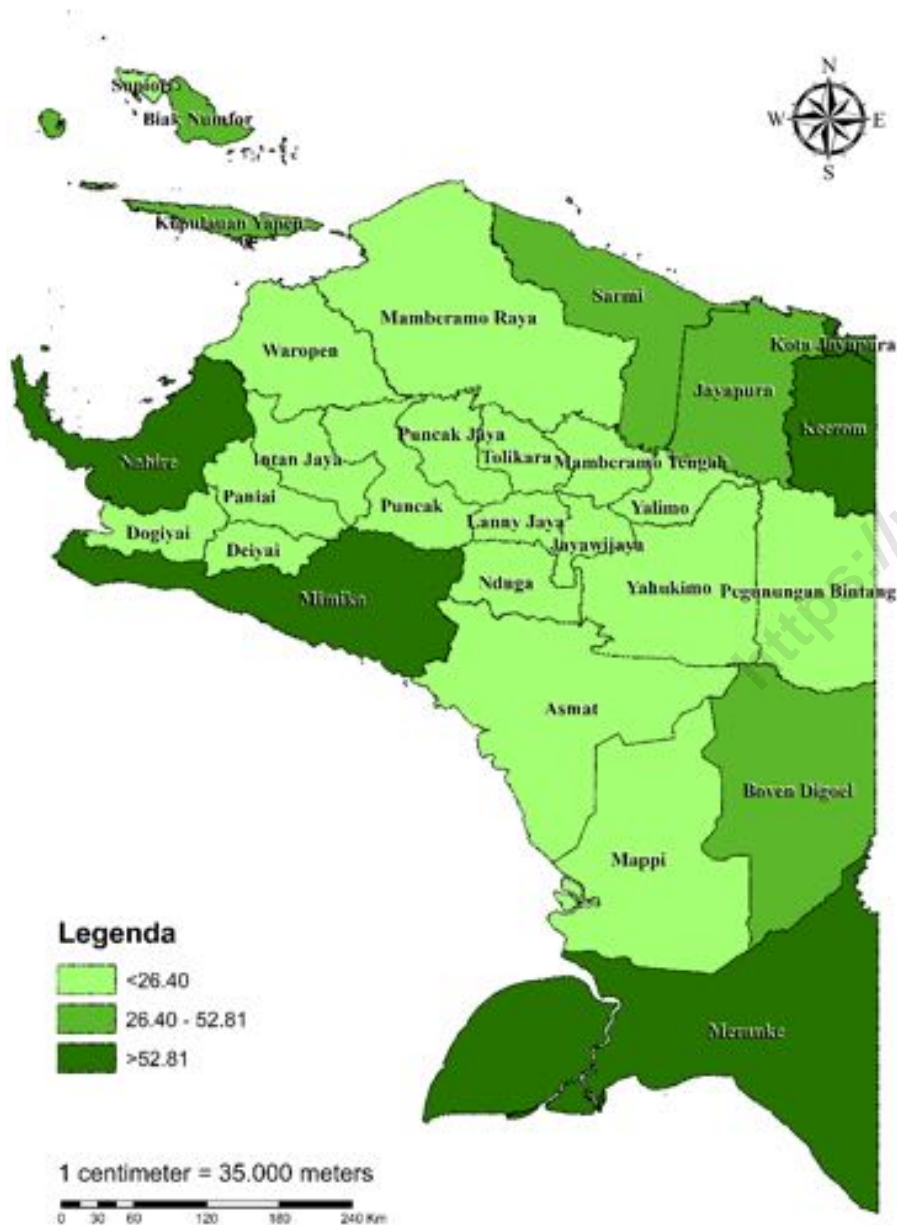 N
W E
S
Supiori
Biak Numfor
Kepulauan Yapen
Sarmi
Mamberamo Raya
Kota Jayapura
Waropen
Jayapura
Keerom
Puncak Jaya
Intan Jaya
Tolikara
Mamberamo Tengah
Nabire
Paniai
Puncak
Yalimo
Lanny Jaya
Dogiyai
Deiyai
Jayawijaya
Nduga
Yahukimo
Pegunungan Bintang
Mimika
https://
Asmat
Boven Digoel
Mappi
Legenda
<26.40
26.40 - 52.81
>52.81
Merauke
1 centimeter = 35.000 meters
0 30 60 120 180 240 Km